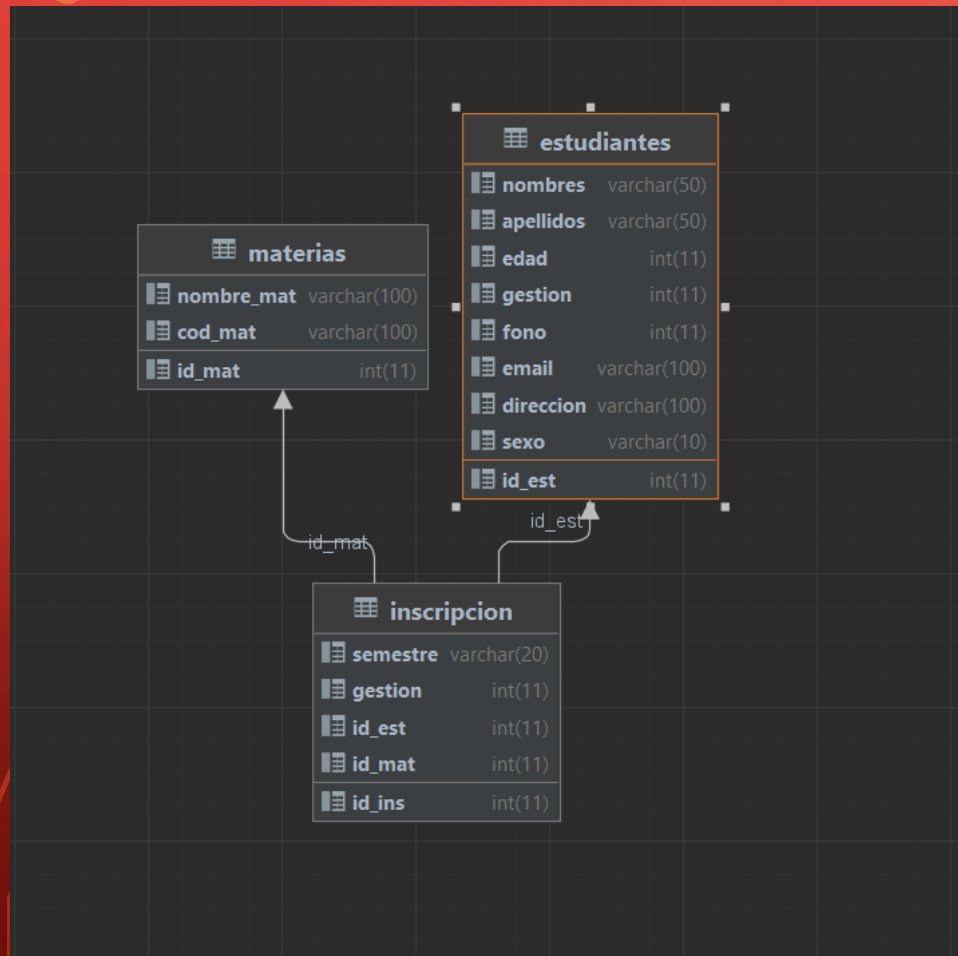 estudiantes
nombres varchar(50)
apellidos varchar(50)
edad int(11)
gestion int(11)
fono int(11)
email varchar(100)
direccion varchar(100)
sexo varchar(10)
id_est int(11)
materias
nombre_mat varchar(100)
cod_mat varchar(100)
id_mat int(11)
id_est
id_mat
inscripcion
semestre varchar(20)
gestion int(11)
id_est int(11)
id_mat int(11)
id_ins int(11)